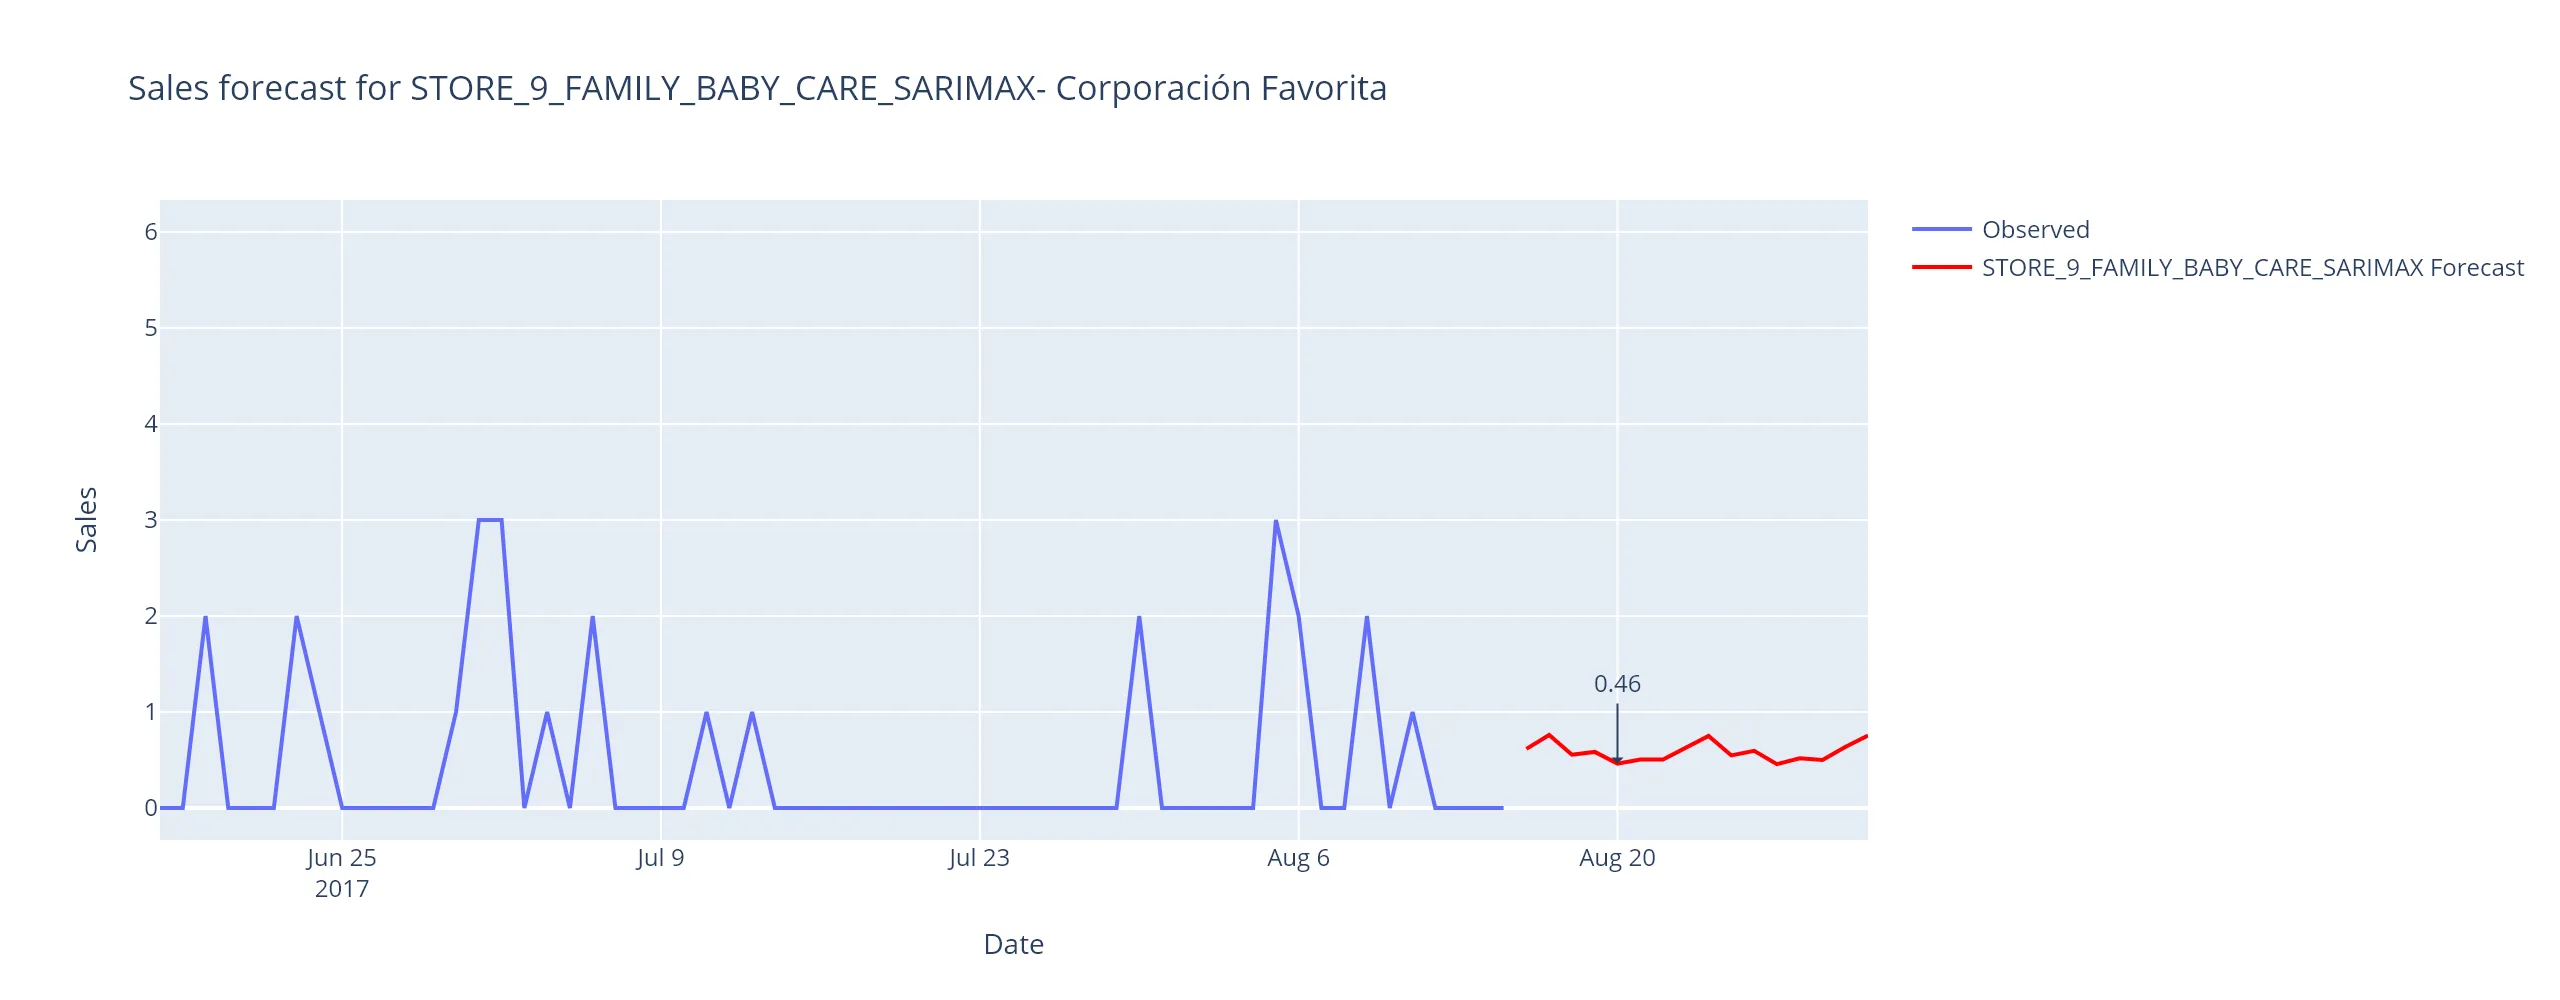 Sales forecast for STORE_9_FAMILY_BABY_CARE_SARIMAX- Corporación Favorita
Observed
STORE_9_FAMILY_BABY_CARE_SARIMAX Forecast
6
5
4
3
2
1
0
Sales
0.46
Jun 25
2017
Jul 9
Jul 23
Aug 6
Aug 20
Date